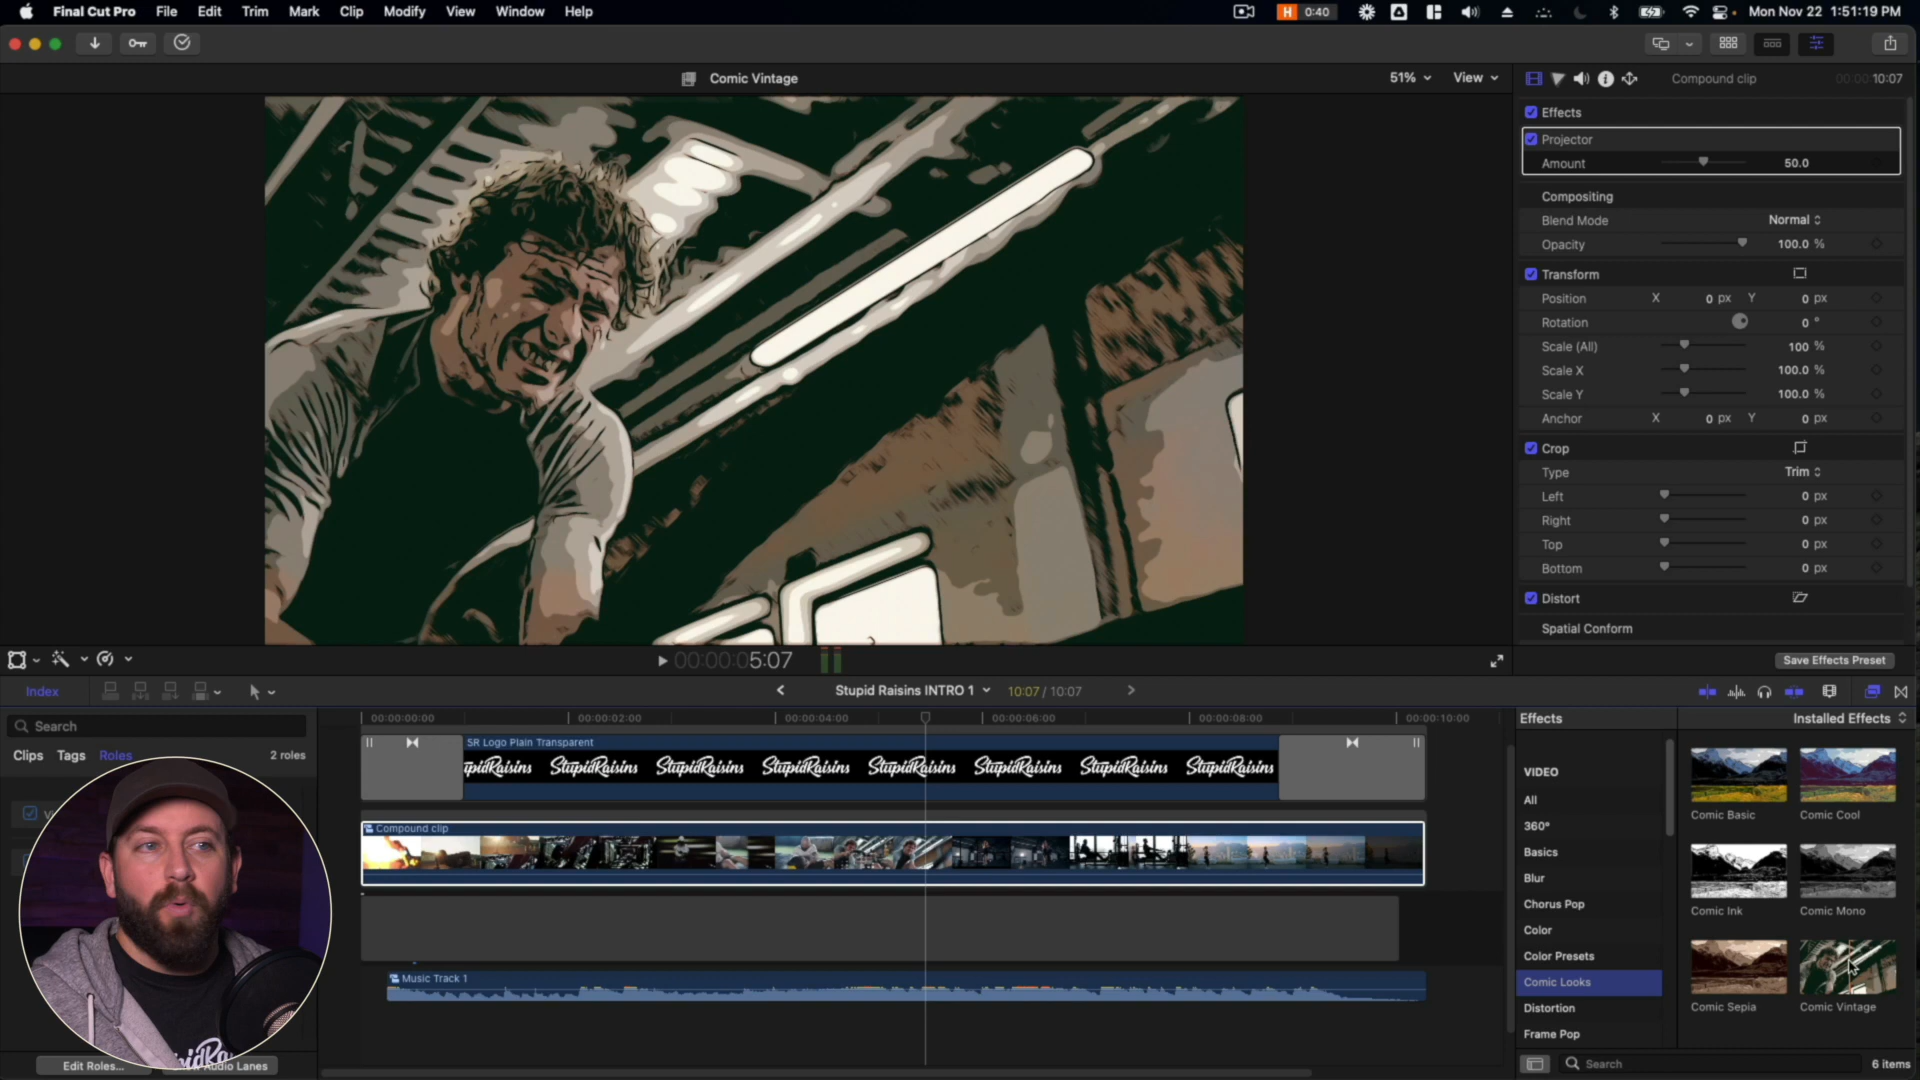 Final Cut Pro File Edit Trim Mark Clip Modify View Window Help
H 0:40
Mon Nov 22 1:51:19 PM
Comic Vintage
51%
View
Compound clip
00:00:10:07
Effects
Projector
Amount 50.0
Compositing
Blend Mode Normal
Opacity 100.0 %
Transform
Position X 0 px Y 0 px
Rotation 0 °
Scale (All) 100 %
Scale X 100.0 %
Scale Y 100.0 %
Anchor X 0 px Y 0 px
Crop
Type Trim
Left 0 px
Right 0 px
Top 0 px
Bottom 0 px
Distort
Spatial Conform
Save Effects Preset
00:00:05:07
Index
Stupid Raisins INTRO 1
10:07 / 10:07
Search
Clips Tags Roles 2 roles
00:00:00:00 00:00:02:00 00:00:04:00 00:00:06:00 00:00:08:00 00:00:10:00
SR Logo Plain Transparent
StupidRaisins StupidRaisins StupidRaisins StupidRaisins StupidRaisins StupidRaisins StupidRaisins
Compound clip
Music Track 1
Edit Roles...
Audio Lanes
Effects
Installed Effects
VIDEO
All
360°
Basics
Blur
Chorus Pop
Color
Color Presets
Comic Looks
Distortion
Frame Pop
Comic Basic
Comic Cool
Comic Ink
Comic Mono
Comic Sepia
Comic Vintage
Search
6 items